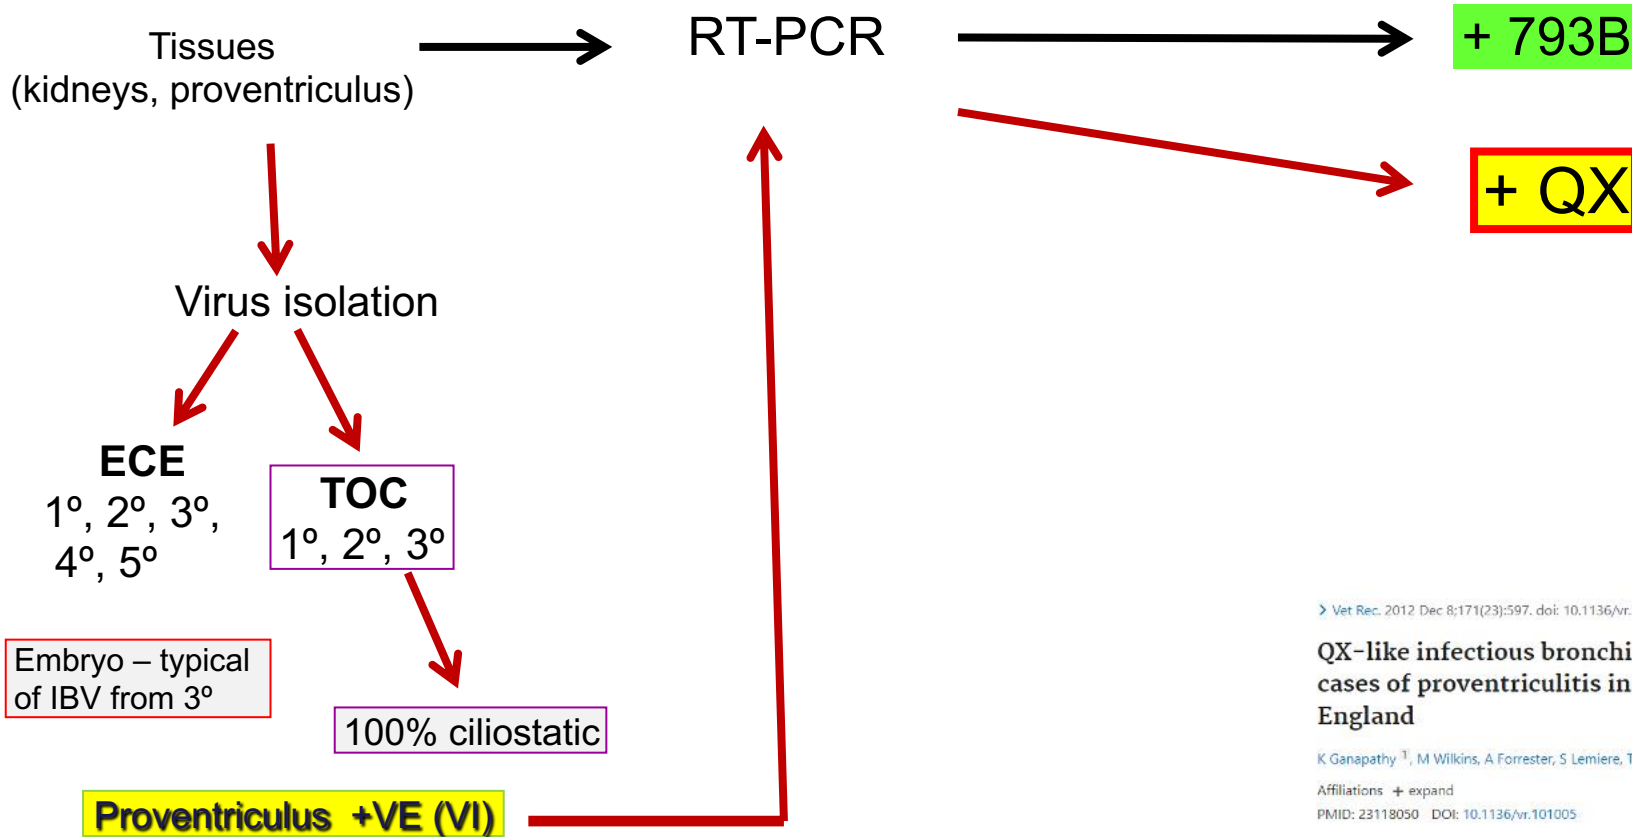 Tissues
(kidneys, proventriculus)
RT-PCR
+ 793B
+ QX
Virus isolation
ECE
1º, 2º, 3º,
4º, 5º
TOC
1º, 2º, 3º
Embryo – typical
of IBV from 3º
100% ciliostatic
Proventriculus +VE (VI)
> Vet Rec. 2012 Dec 8;171(23):597. doi: 10.1136/vr.
QX-like infectious bronchi
cases of proventriculitis in
England
K Ganapathy 1, M Wilkins, A Forrester, S Lemiere, T
Affiliations + expand
PMID: 23118050 DOI: 10.1136/vr.101005